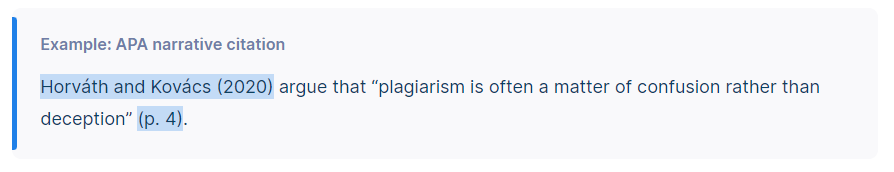 Example: APA narrative citation
Horváth and Kovács (2020) argue that “plagiarism is often a matter of confusion rather than
deception” (p. 4).